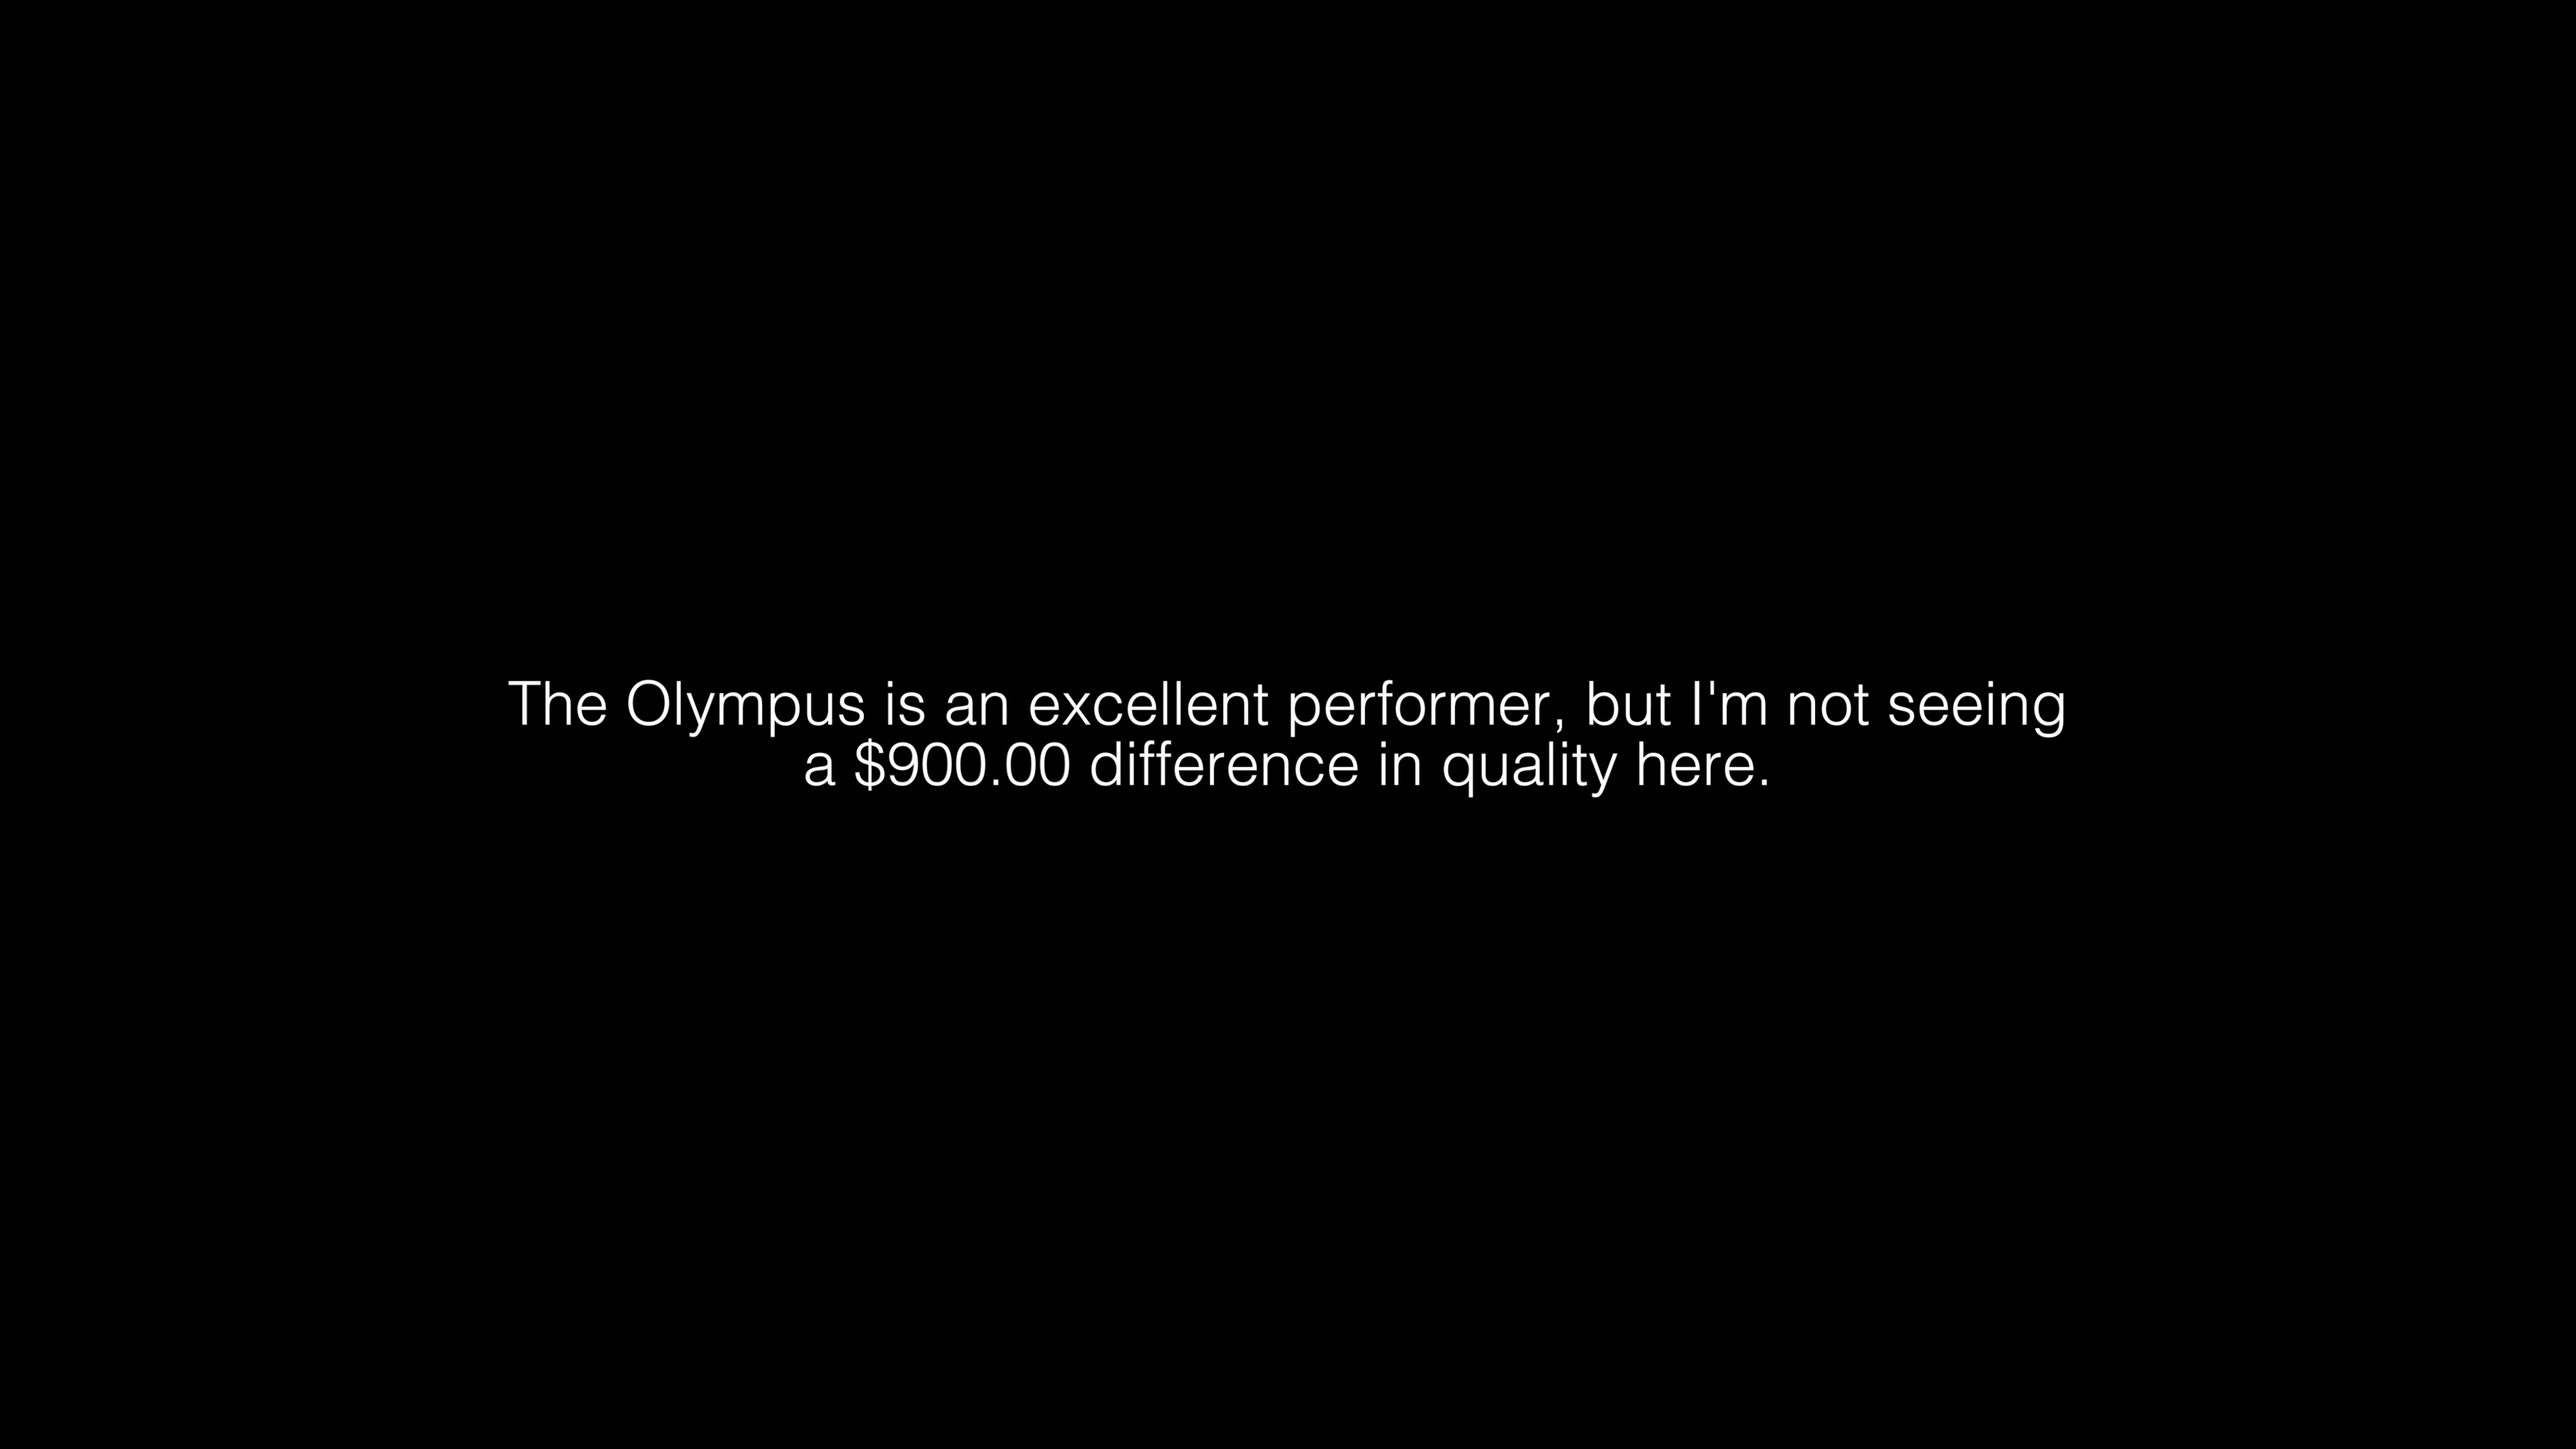 The Olympus is an excellent performer, but I'm not seeing
a $900.00 difference in quality here.